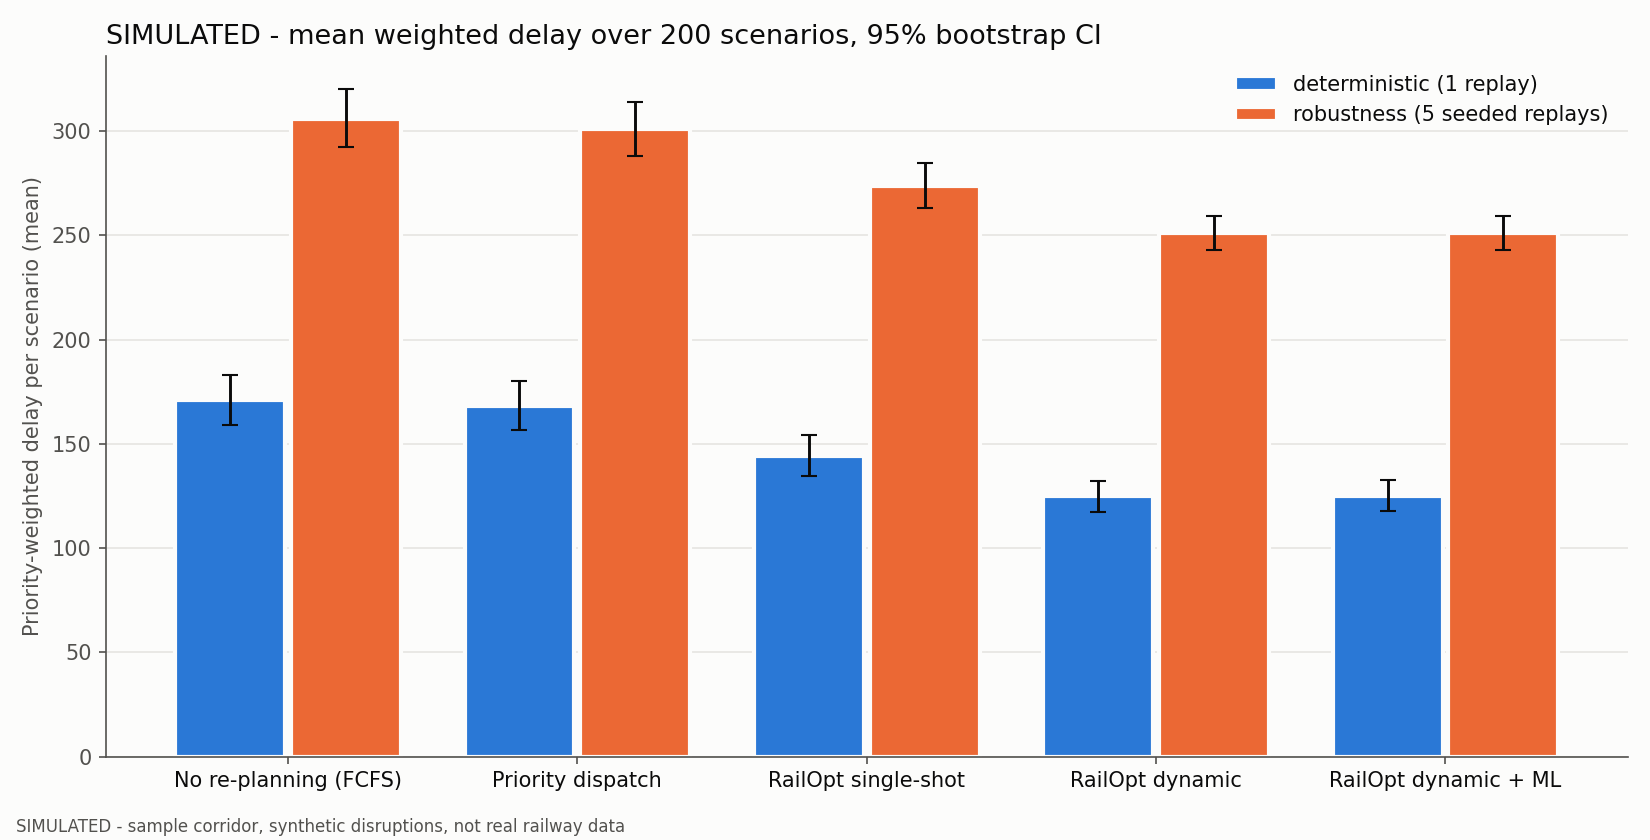 SIMULATED - mean weighted delay over 200 scenarios, 95% bootstrap CI
deterministic (1 replay)
robustness (5 seeded replays)
Priority-weighted delay per scenario (mean)
300
250
200
150
100
50
0
No re-planning (FCFS)
Priority dispatch
RailOpt single-shot
RailOpt dynamic
RailOpt dynamic + ML
SIMULATED - sample corridor, synthetic disruptions, not real railway data